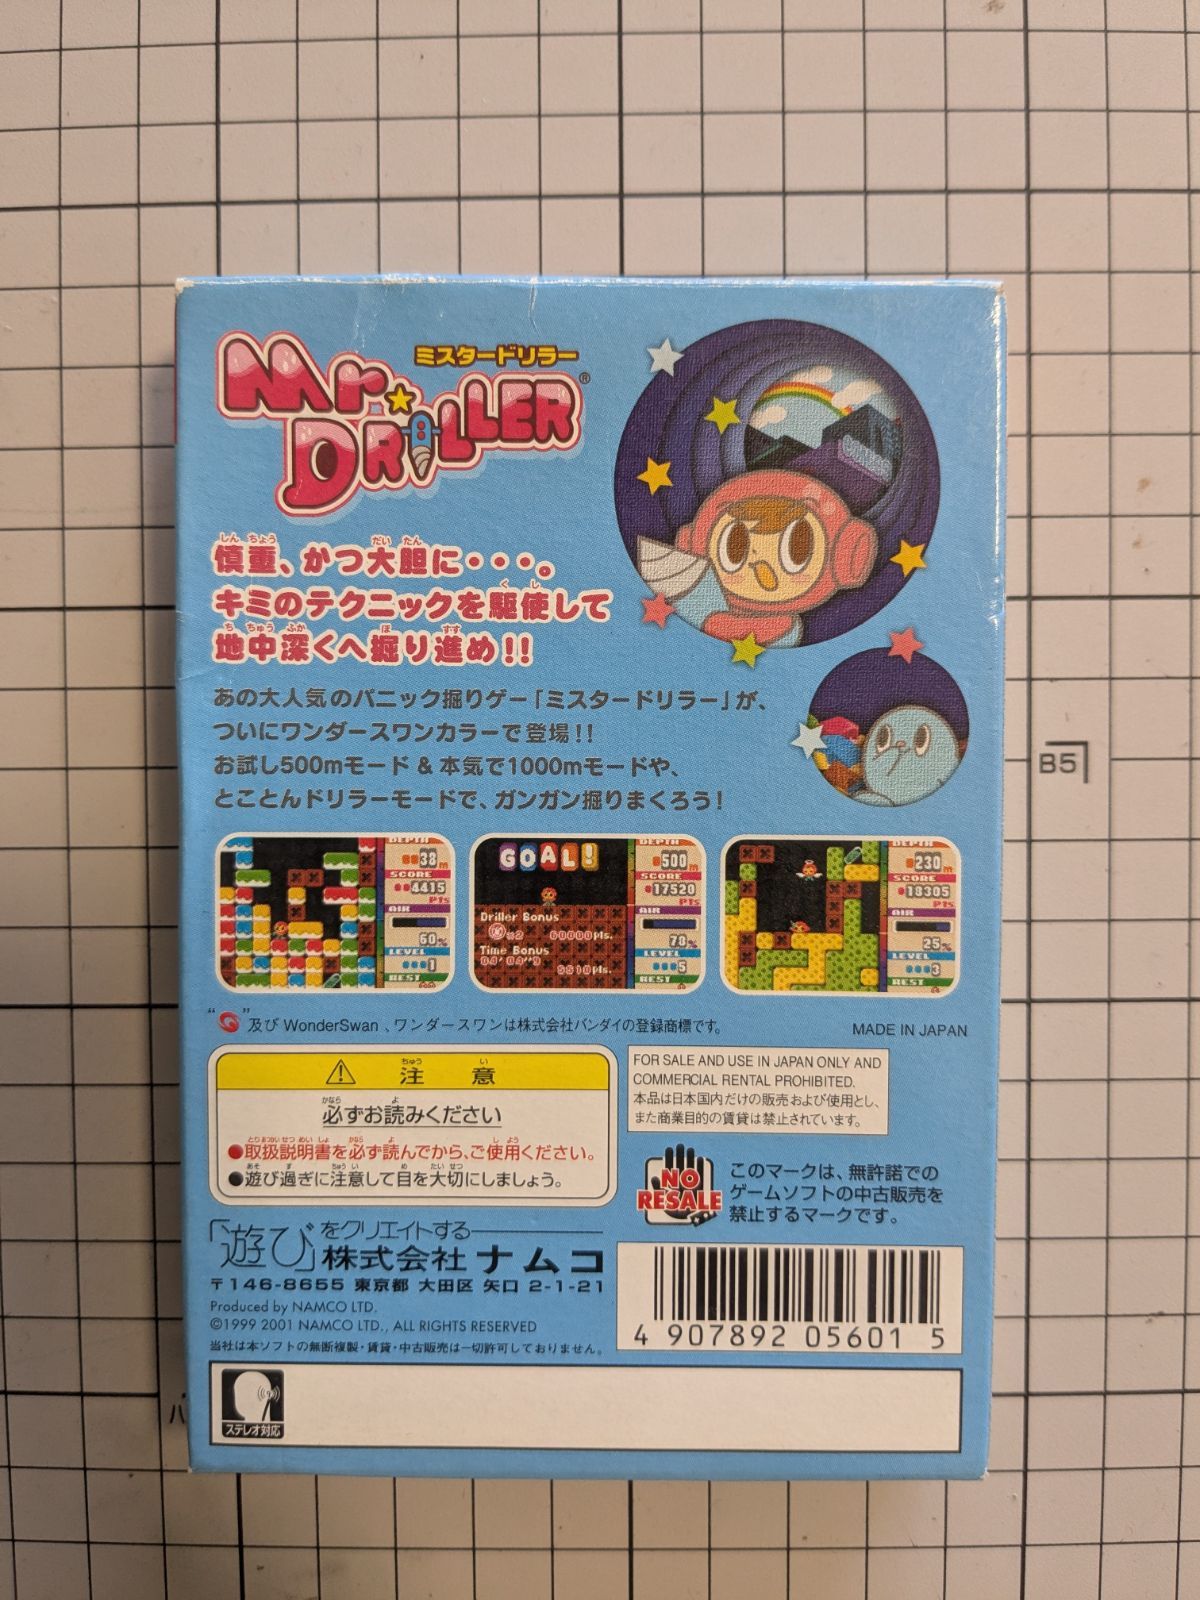 ミスタードリラー
Mr. DRILLER®
慎重、かつ大胆に・・・。
キミのテクニックを駆使して
地中深くへ掘り進め!!
あの大人気のパニック掘りゲー「ミスタードリラー」が、
ついにワンダースワンカラーで登場!!
お試し500mモード & 本気で1000mモードや、
とことんドリラーモードで、ガンガン掘りまくろう!
DEPTH
38m
SCORE
4415
Pts
AIR
60%
LEVEL
1
REST
GOAL!
Driller Bonus
Time Bonus
5510Pts.
500m
17520
Pts
AIR
78%
LEVEL
5
REST
DEPTH
230m
SCORE
18305
Pts
AIR
25%
LEVEL
3
REST
“ ”及び WonderSwan 、ワンダースワンは株式会社バンダイの登録商標です。
MADE IN JAPAN
注 意
必ずお読みください
●取扱説明書を必ず読んでから、ご使用ください。
●遊び過ぎに注意して目を大切にしましょう。
FOR SALE AND USE IN JAPAN ONLY AND
COMMERCIAL RENTAL PROHIBITED.
本品は日本国内だけの販売および使用とし、
また商業目的の賃貸は禁止されています。
NO
RESALE
このマークは、無許諾での
ゲームソフトの中古販売を
禁止するマークです。
「遊び」をクリエイトする
株式会社ナムコ
〒146-8655 東京都 大田区 矢口 2-1-21
Produced by NAMCO LTD.
©1999 2001 NAMCO LTD., ALL RIGHTS RESERVED
当社は本ソフトの無断複製・賃貸・中古販売は一切許可しておりません。
4 907892 056015
ステレオ対応
B5